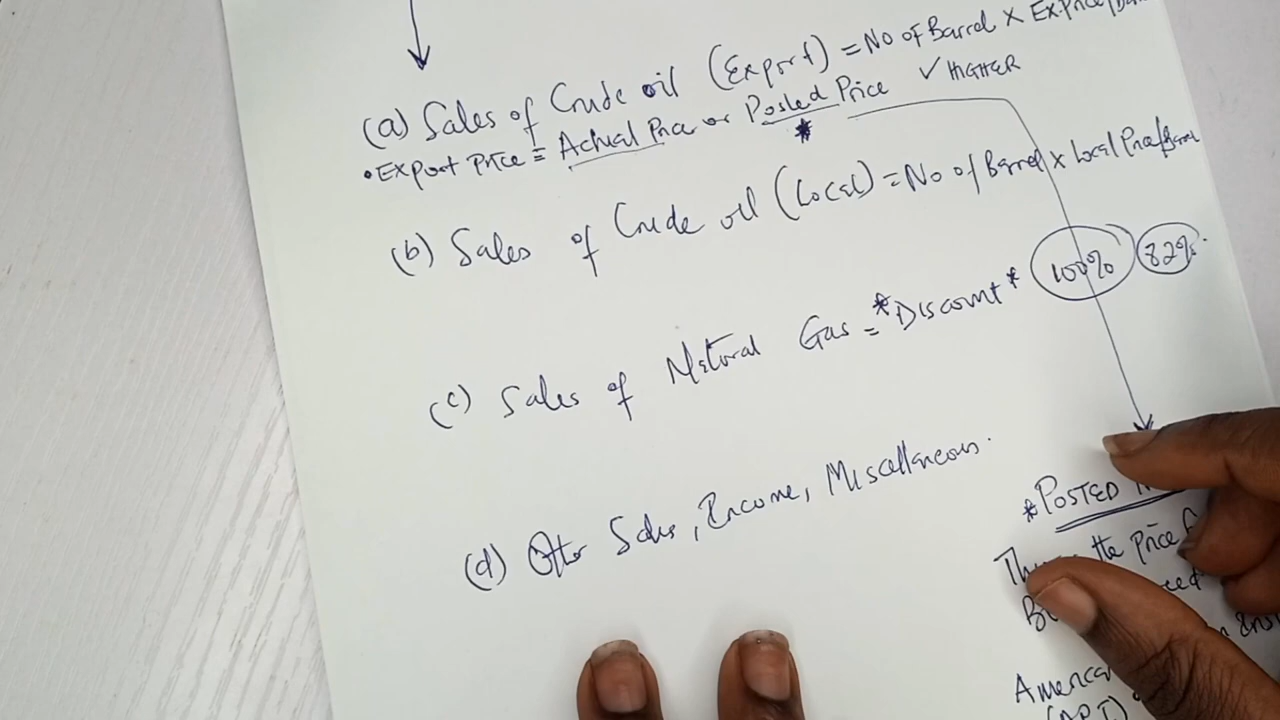 (a) Sales of Crude oil (Export) = No of Barrel x Ex.Price/
• Export Price = Actual Price or Posted Price ✓ HIGHER
*
(b) Sales of Crude oil (Local) = No of Barrel x Local Price/Barrel
(c) Sales of Natural Gas = *Discount* 100% 82%
(d) Other Sales, Income, Miscellaneous.
*POSTED
the Price
American
(API)